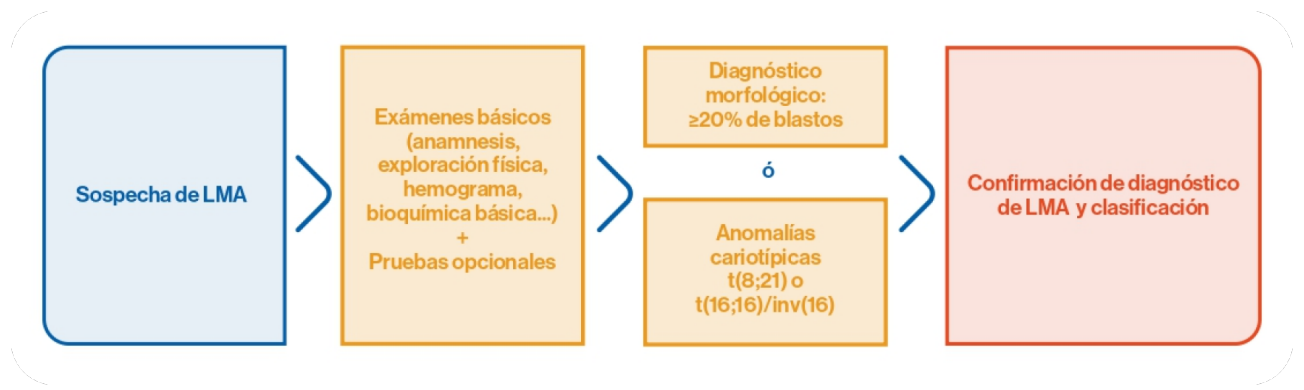 Sospecha de LMA
Exámenes básicos
(anamnesis,
exploración física,
hemograma,
bioquímica básica...)
+
Pruebas opcionales
Diagnóstico
morfológico:
≥20% de blastos
ó
Anomalías
cariotípicas
t(8;21) o
t(16;16)/inv(16)
Confirmación de diagnóstico
de LMA y clasificación